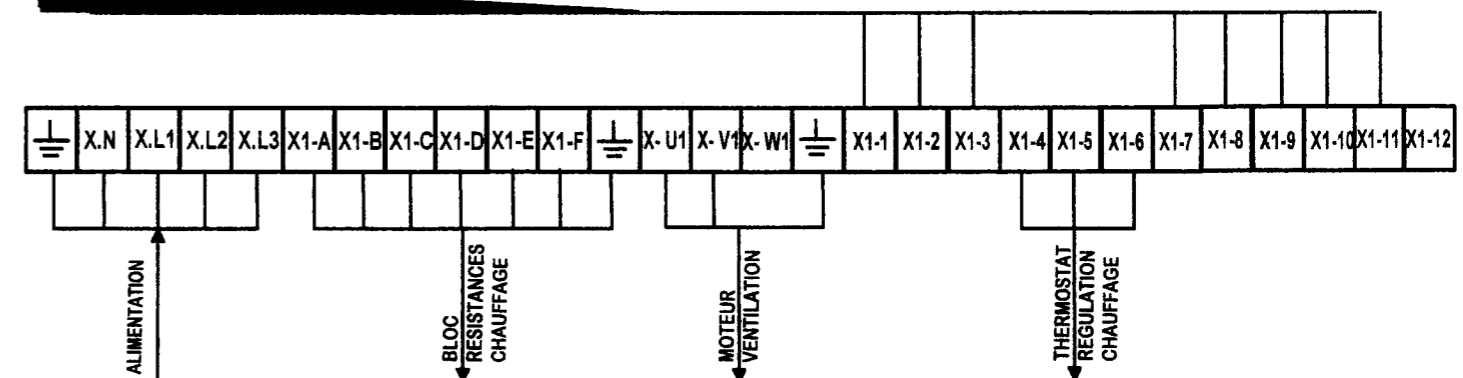 X.N X.L1 X.L2 X.L3 X1-A X1-B X1-C X1-D X1-E X1-F X- U1 X- V1 X- W1 X1-1 X1-2 X1-3 X1-4 X1-5 X1-6 X1-7 X1-8 X1-9 X1-10 X1-11 X1-12
ALIMENTATION
BLOC
RESISTANCES
CHAUFFAGE
MOTEUR
VENTILATION
THERMOSTAT
REGULATION
CHAUFFAGE